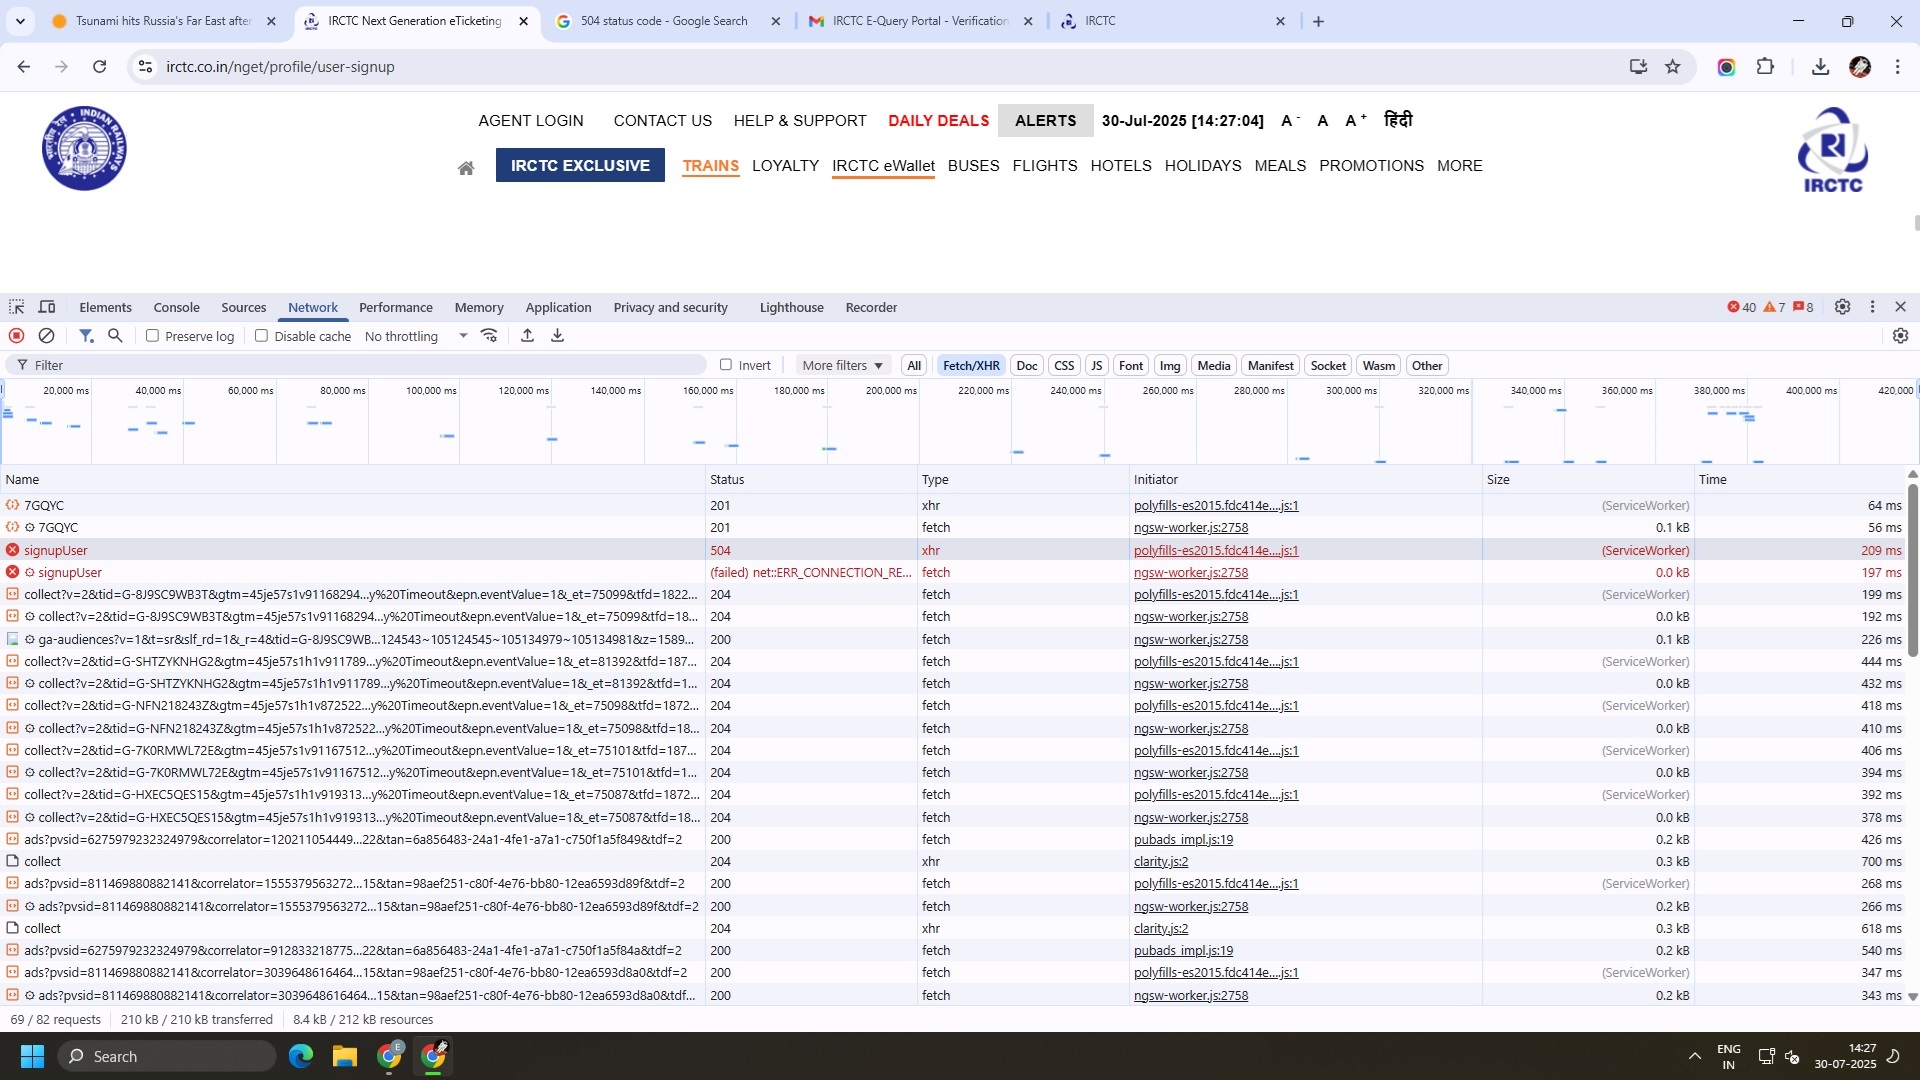 Tsunami hits Russia's Far East after
IRCTC Next Generation eTicketing
504 status code - Google Search
IRCTC E-Query Portal - Verification
IRCTC
irctc.co.in/nget/profile/user-signup
INDIAN RAILWAYS
AGENT LOGIN CONTACT US HELP & SUPPORT DAILY DEALS ALERTS 30-Jul-2025 [14:27:04] A - A A + हिंदी
IRCTC EXCLUSIVE TRAINS LOYALTY IRCTC eWallet BUSES FLIGHTS HOTELS HOLIDAYS MEALS PROMOTIONS MORE
IRCTC
Elements Console Sources Network Performance Memory Application Privacy and security Lighthouse Recorder 40 7 8
Preserve log Disable cache No throttling
Filter Invert More filters All Fetch/XHR Doc CSS JS Font Img Media Manifest Socket Wasm Other
20,000 ms 40,000 ms 60,000 ms 80,000 ms 100,000 ms 120,000 ms 140,000 ms 160,000 ms 180,000 ms 200,000 ms 220,000 ms 240,000 ms 260,000 ms 280,000 ms 300,000 ms 320,000 ms 340,000 ms 360,000 ms 380,000 ms 400,000 ms 420,000
Name Status Type Initiator Size Time
7GQYC 201 xhr polyfills-es2015.fdc414e....js:1 (ServiceWorker) 64 ms
7GQYC 201 fetch ngsw-worker.js:2758 0.1 kB 56 ms
signupUser 504 xhr polyfills-es2015.fdc414e....js:1 (ServiceWorker) 209 ms
signupUser (failed) net::ERR_CONNECTION_RE... fetch ngsw-worker.js:2758 0.0 kB 197 ms
collect?v=2&tid=G-8J9SC9WB3T&gtm=45je57s1v91168294...y%20Timeout&epn.eventValue=1&_et=75099&tfd=1822... 204 fetch polyfills-es2015.fdc414e....js:1 (ServiceWorker) 199 ms
collect?v=2&tid=G-8J9SC9WB3T&gtm=45je57s1v91168294...y%20Timeout&epn.eventValue=1&_et=75099&tfd=18... 204 fetch ngsw-worker.js:2758 0.0 kB 192 ms
ga-audiences?v=1&t=sr&slf_rd=1&_r=4&tid=G-8J9SC9WB...124543~105124545~105134979~105134981&z=1589... 200 fetch ngsw-worker.js:2758 0.1 kB 226 ms
collect?v=2&tid=G-SHTZYKNHG2&gtm=45je57s1h1v911789...y%20Timeout&epn.eventValue=1&_et=81392&tfd=187... 204 fetch polyfills-es2015.fdc414e....js:1 (ServiceWorker) 444 ms
collect?v=2&tid=G-SHTZYKNHG2&gtm=45je57s1h1v911789...y%20Timeout&epn.eventValue=1&_et=81392&tfd=1... 204 fetch ngsw-worker.js:2758 0.0 kB 432 ms
collect?v=2&tid=G-NFN218243Z&gtm=45je57s1h1v872522...y%20Timeout&epn.eventValue=1&_et=75098&tfd=1872... 204 fetch polyfills-es2015.fdc414e....js:1 (ServiceWorker) 418 ms
collect?v=2&tid=G-NFN218243Z&gtm=45je57s1h1v872522...y%20Timeout&epn.eventValue=1&_et=75098&tfd=18... 204 fetch ngsw-worker.js:2758 0.0 kB 410 ms
collect?v=2&tid=G-7K0RMWL72E&gtm=45je57s1v91167512...y%20Timeout&epn.eventValue=1&_et=75101&tfd=187... 204 fetch polyfills-es2015.fdc414e....js:1 (ServiceWorker) 406 ms
collect?v=2&tid=G-7K0RMWL72E&gtm=45je57s1v91167512...y%20Timeout&epn.eventValue=1&_et=75101&tfd=1... 204 fetch ngsw-worker.js:2758 0.0 kB 394 ms
collect?v=2&tid=G-HXEC5QES15&gtm=45je57s1h1v919313...y%20Timeout&epn.eventValue=1&_et=75087&tfd=1872... 204 fetch polyfills-es2015.fdc414e....js:1 (ServiceWorker) 392 ms
collect?v=2&tid=G-HXEC5QES15&gtm=45je57s1h1v919313...y%20Timeout&epn.eventValue=1&_et=75087&tfd=18... 204 fetch ngsw-worker.js:2758 0.0 kB 378 ms
ads?pvsid=6275979232324979&correlator=120211054449...22&tan=6a856483-24a1-4fe1-a7a1-c750f1a5f849&tdf=2 200 fetch pubads_impl.js:19 0.2 kB 426 ms
collect 204 xhr clarity.js:2 0.3 kB 700 ms
ads?pvsid=811469880882141&correlator=1555379563272...15&tan=98aef251-c80f-4e76-bb80-12ea6593d89f&tdf=2 200 fetch polyfills-es2015.fdc414e....js:1 (ServiceWorker) 268 ms
ads?pvsid=811469880882141&correlator=1555379563272...15&tan=98aef251-c80f-4e76-bb80-12ea6593d89f&tdf=2 200 fetch ngsw-worker.js:2758 0.2 kB 266 ms
collect 204 xhr clarity.js:2 0.3 kB 618 ms
ads?pvsid=6275979232324979&correlator=912833218775...22&tan=6a856483-24a1-4fe1-a7a1-c750f1a5f84a&tdf=2 200 fetch pubads_impl.js:19 0.2 kB 540 ms
ads?pvsid=811469880882141&correlator=3039648616464...15&tan=98aef251-c80f-4e76-bb80-12ea6593d8a0&tdf=2 200 fetch polyfills-es2015.fdc414e....js:1 (ServiceWorker) 347 ms
ads?pvsid=811469880882141&correlator=3039648616464...15&tan=98aef251-c80f-4e76-bb80-12ea6593d8a0&tdf... 200 fetch ngsw-worker.js:2758 0.2 kB 343 ms
69 / 82 requests 210 kB / 210 kB transferred 8.4 kB / 212 kB resources
Search E ENG 14:27
IN 30-07-2025